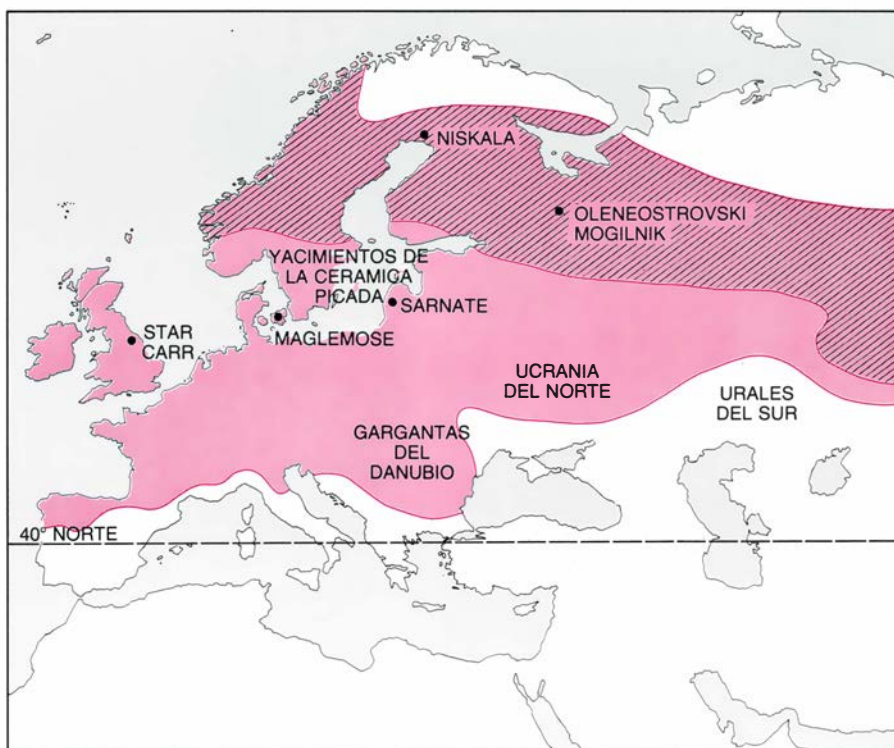 NISKALA
OLENEOSTROVSKI
MOGILNIK
YACIMIENTOS DE
LA CERAMICA
PICADA
SARNATE
STAR
CARR
MAGLEMOSE
UCRANIA
DEL NORTE
URALES
DEL SUR
GARGANTAS
DEL
DANUBIO
40° NORTE